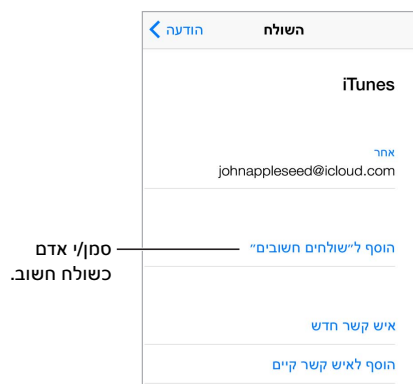 השולח
הודעה
iTunes
אחר
johnappleseed@icloud.com
הוסף ל״שולחים חשובים״
סמן/י אדם
כשולח חשוב.
איש קשר חדש
הוסף לאיש קשר קיים